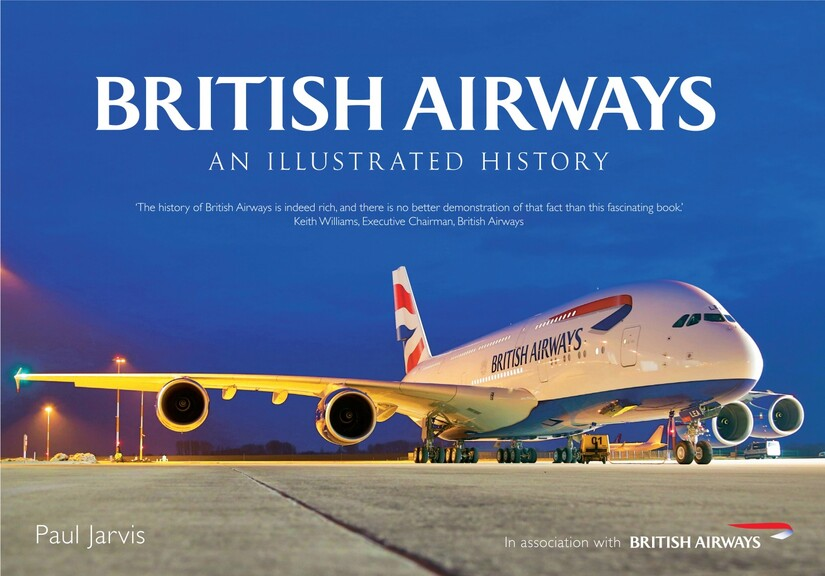 BRITISH AIRWAYS
AN ILLUSTRATED HISTORY
‘The history of British Airways is indeed rich, and there is no better demonstration of that fact than this fascinating book.’
Keith Williams, Executive Chairman, British Airways
BRITISH AIRWAYS
91
Paul Jarvis
In association with BRITISH AIRWAYS